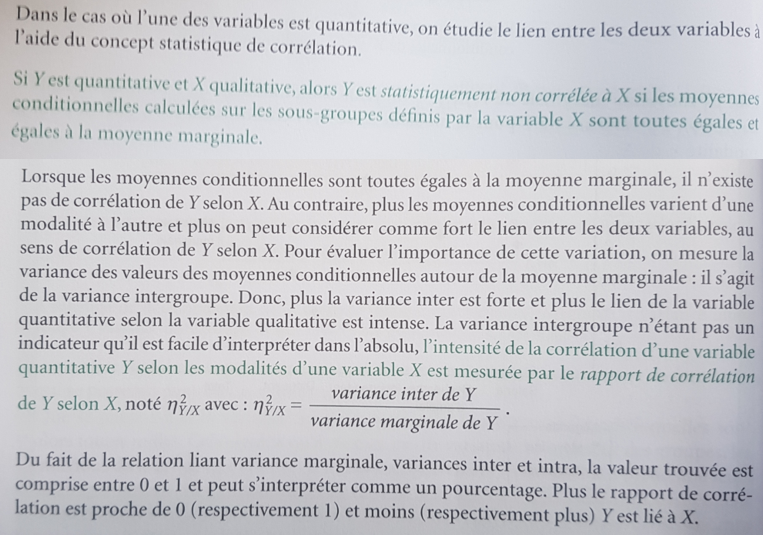 Dans le cas où l'une des variables est quantitative, on étudie le lien entre les deux variables à
l'aide du concept statistique de corrélation.
Si Y est quantitative et X qualitative, alors Y est statistiquement non corrélée à X si les moyennes
conditionnelles calculées sur les sous-groupes définis par la variable X sont toutes égales et
égales à la moyenne marginale.
Lorsque les moyennes conditionnelles sont toutes égales à la moyenne marginale, il n'existe
pas de corrélation de Y selon X. Au contraire, plus les moyennes conditionnelles varient d'une
modalité à l'autre et plus on peut considérer comme fort le lien entre les deux variables, au
sens de corrélation de Y selon X. Pour évaluer l'importance de cette variation, on mesure la
variance des valeurs des moyennes conditionnelles autour de la moyenne marginale : il s'agit
de la variance intergroupe. Donc, plus la variance inter est forte et plus le lien de la variable
quantitative selon la variable qualitative est intense. La variance intergroupe n'étant pas un
indicateur qu'il est facile d'interpréter dans l'absolu, l'intensité de la corrélation d'une variable
quantitative Y selon les modalités d'une variable X est mesurée par le rapport de corrélation
de Y selon X, noté η²Y/X avec : η²Y/X = variance inter de Y / variance marginale de Y.
Du fait de la relation liant variance marginale, variances inter et intra, la valeur trouvée est
comprise entre 0 et 1 et peut s'interpréter comme un pourcentage. Plus le rapport de corré-
lation est proche de 0 (respectivement 1) et moins (respectivement plus) Y est lié à X.